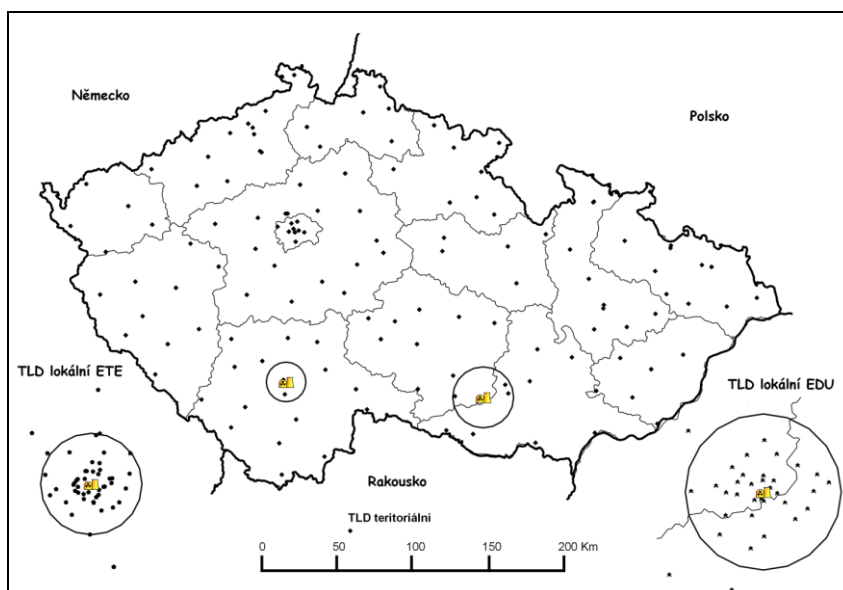 Německo
Polsko
TLD lokální ETE
TLD lokální EDU
Rakousko
TLD teritoriální
0 50 100 150 200 Km